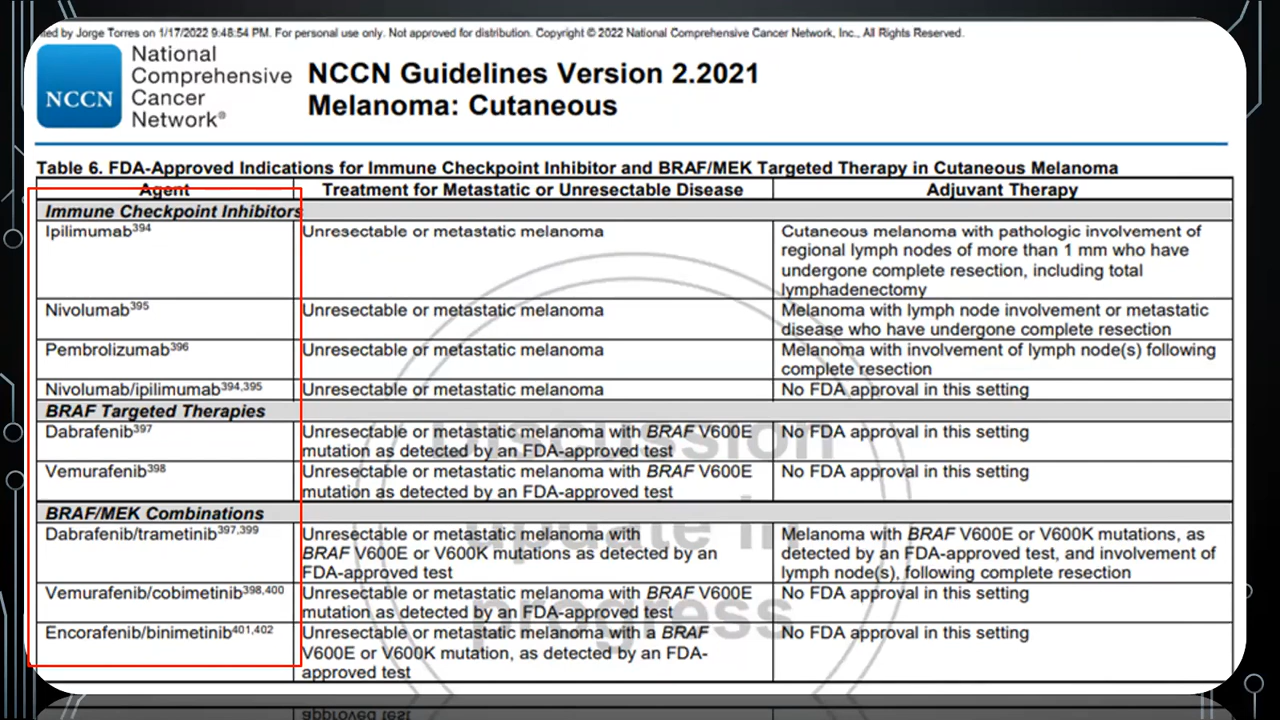 ted by Jorge Torres on 1/17/2022 9:48:54 PM. For personal use only. Not approved for distribution. Copyright © 2022 National Comprehensive Cancer Network, Inc., All Rights Reserved.
NCCN
National
Comprehensive
Cancer
Network®
NCCN Guidelines Version 2.2021
Melanoma: Cutaneous
Table 6. FDA-Approved Indications for Immune Checkpoint Inhibitor and BRAF/MEK Targeted Therapy in Cutaneous Melanoma
Agent Treatment for Metastatic or Unresectable Disease Adjuvant Therapy
Immune Checkpoint Inhibitors
Ipilimumab394
Unresectable or metastatic melanoma
Cutaneous melanoma with pathologic involvement of
regional lymph nodes of more than 1 mm who have
undergone complete resection, including total
lymphadenectomy
Nivolumab395
Unresectable or metastatic melanoma
Melanoma with lymph node involvement or metastatic
disease who have undergone complete resection
Pembrolizumab396
Unresectable or metastatic melanoma
Melanoma with involvement of lymph node(s) following
complete resection
Nivolumab/ipilimumab394,395
Unresectable or metastatic melanoma
No FDA approval in this setting
BRAF Targeted Therapies
Dabrafenib397
Unresectable or metastatic melanoma with BRAF V600E
mutation as detected by an FDA-approved test
No FDA approval in this setting
Vemurafenib398
Unresectable or metastatic melanoma with BRAF V600E
mutation as detected by an FDA-approved test
No FDA approval in this setting
BRAF/MEK Combinations
Dabrafenib/trametinib397,399
Unresectable or metastatic melanoma with
BRAF V600E or V600K mutations as detected by an
FDA-approved test
Melanoma with BRAF V600E or V600K mutations, as
detected by an FDA-approved test, and involvement of
lymph node(s), following complete resection
Vemurafenib/cobimetinib398,400
Unresectable or metastatic melanoma with BRAF V600E
mutation as detected by an FDA-approved test
No FDA approval in this setting
Encorafenib/binimetinib401,402
Unresectable or metastatic melanoma with a BRAF
V600E or V600K mutation, as detected by an FDA-
approved test
No FDA approval in this setting
Discussion
update in
progress